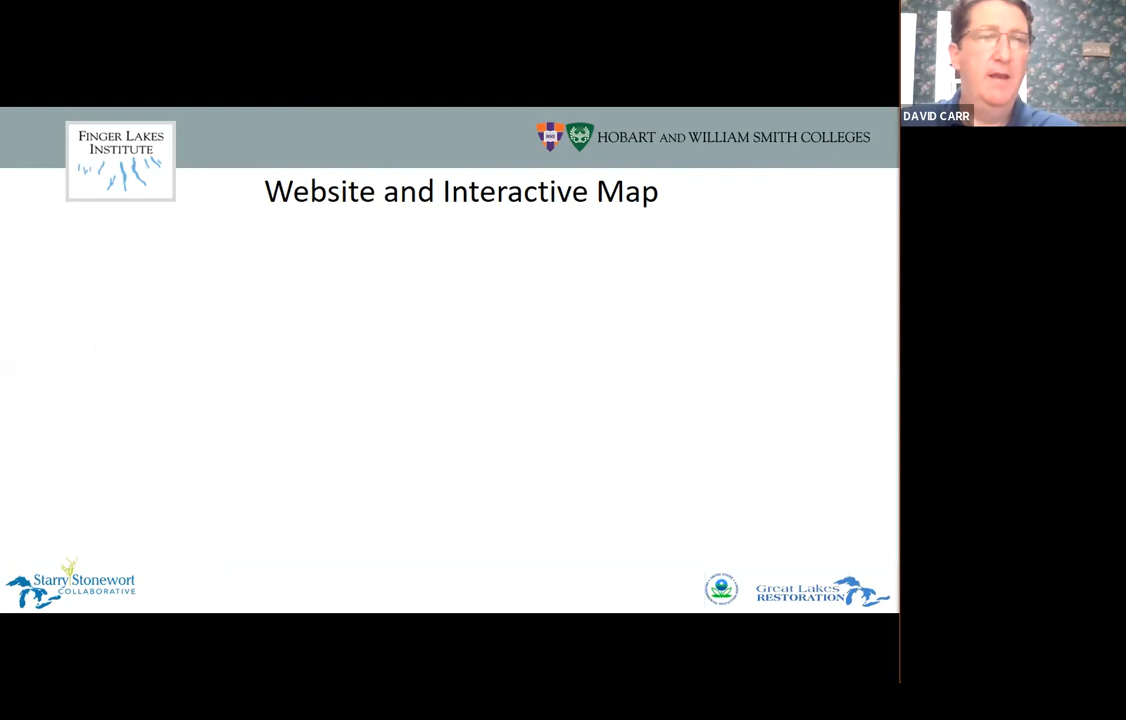 FINGER LAKES
INSTITUTE
HOBART AND WILLIAM SMITH COLLEGES
DAVID CARR
Website and Interactive Map
Starry Stonewort
COLLABORATIVE
Great Lakes
RESTORATION